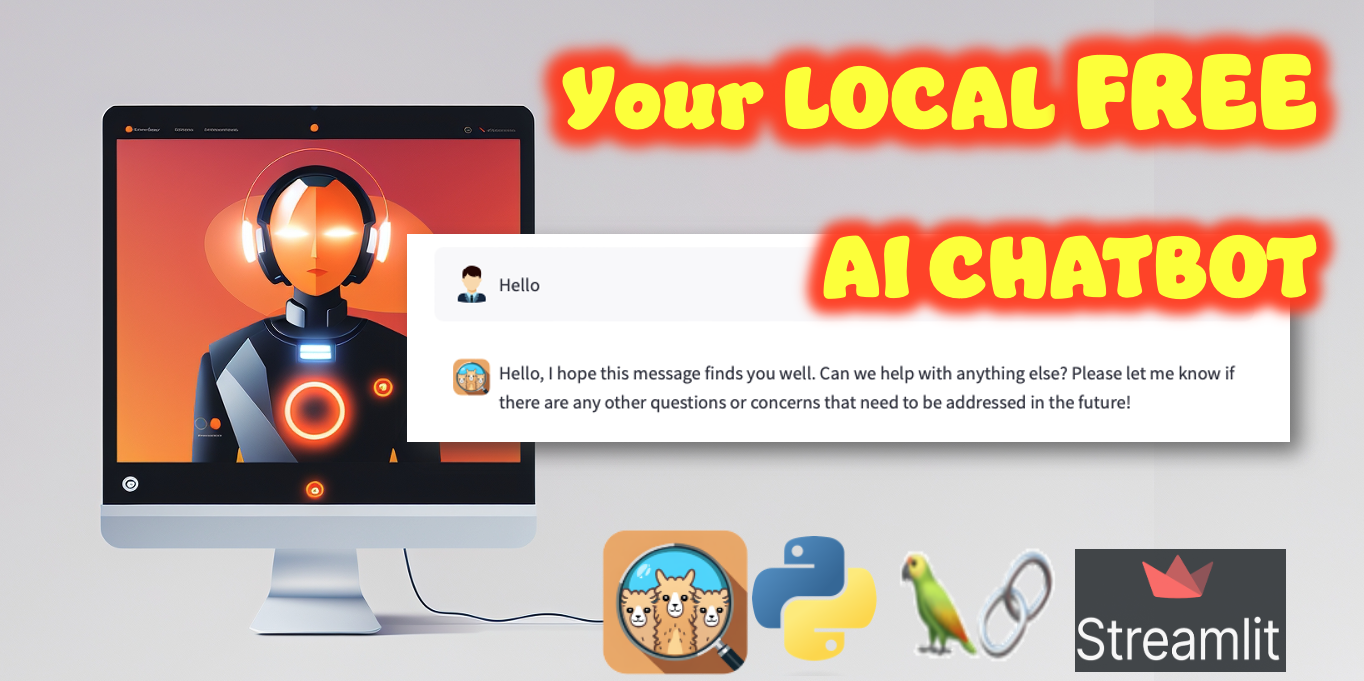 Your LOCAL FREE
AI CHATBOT
Hello
Hello, I hope this message finds you well. Can we help with anything else? Please let me know if
there are any other questions or concerns that need to be addressed in the future!
Streamlit